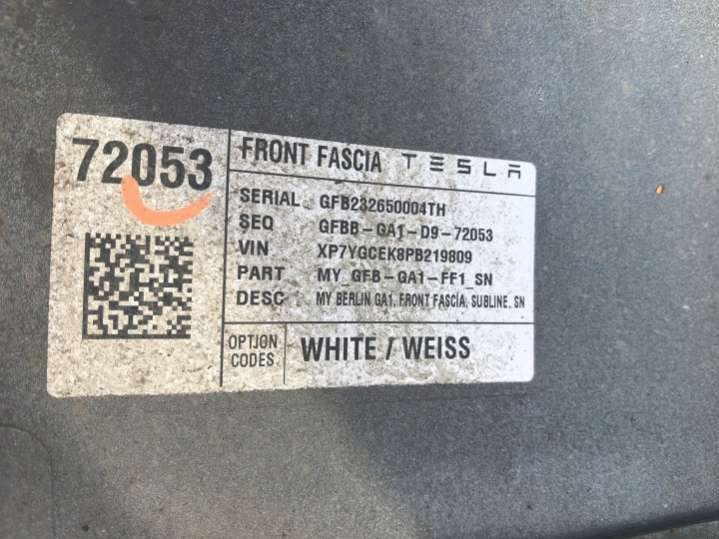 72053
FRONT FASCIA TESLA
SERIAL GFB232650004TH
SEQ GFBB-GA1-D9-72053
VIN XP7YGCEK8PB219809
PART MY_GFB-GA1-FF1_SN
DESC MY BERLIN GA1, FRONT FASCIA, SUBLINE, SN
OPTION CODES WHITE / WEISS